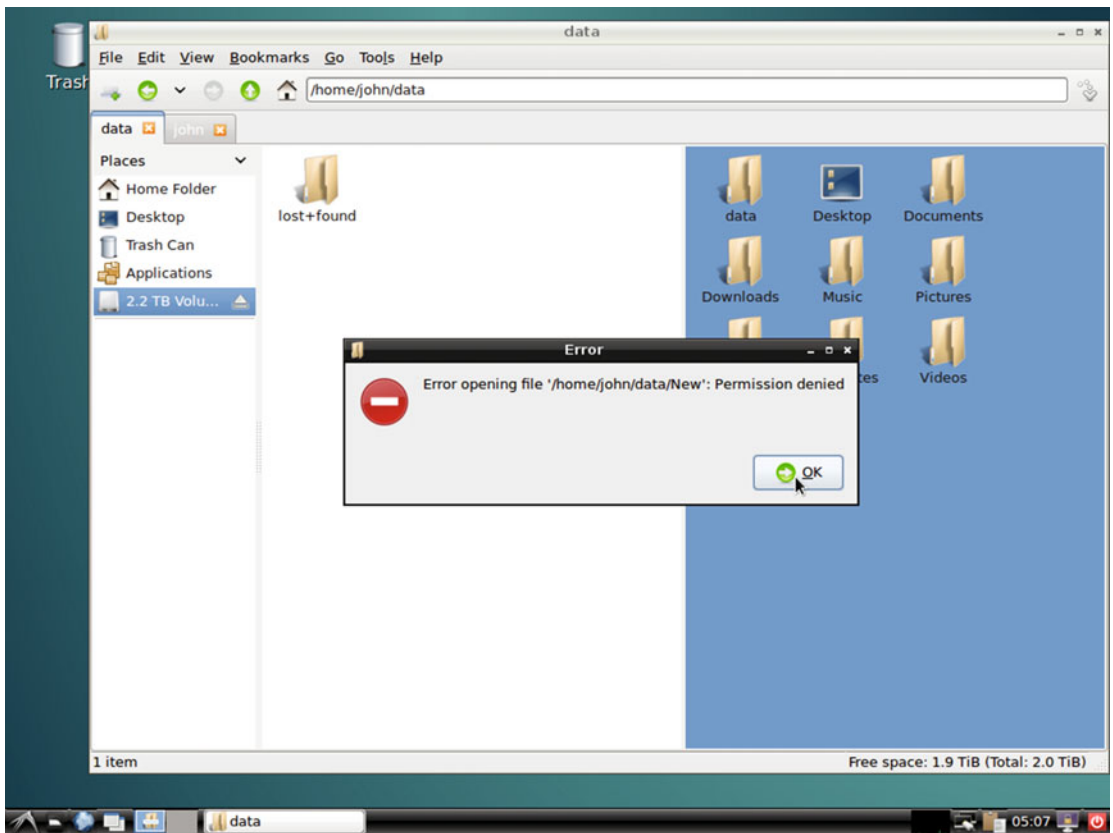 Trash
data
File Edit View Bookmarks Go Tools Help
/home/john/data
data john
Places
Home Folder
Desktop
Trash Can
Applications
2.2 TB Volu...
lost+found
data Desktop Documents
Downloads Music Pictures
Videos
Error
Error opening file '/home/john/data/New': Permission denied
OK
1 item Free space: 1.9 TiB (Total: 2.0 TiB)
data 05:07